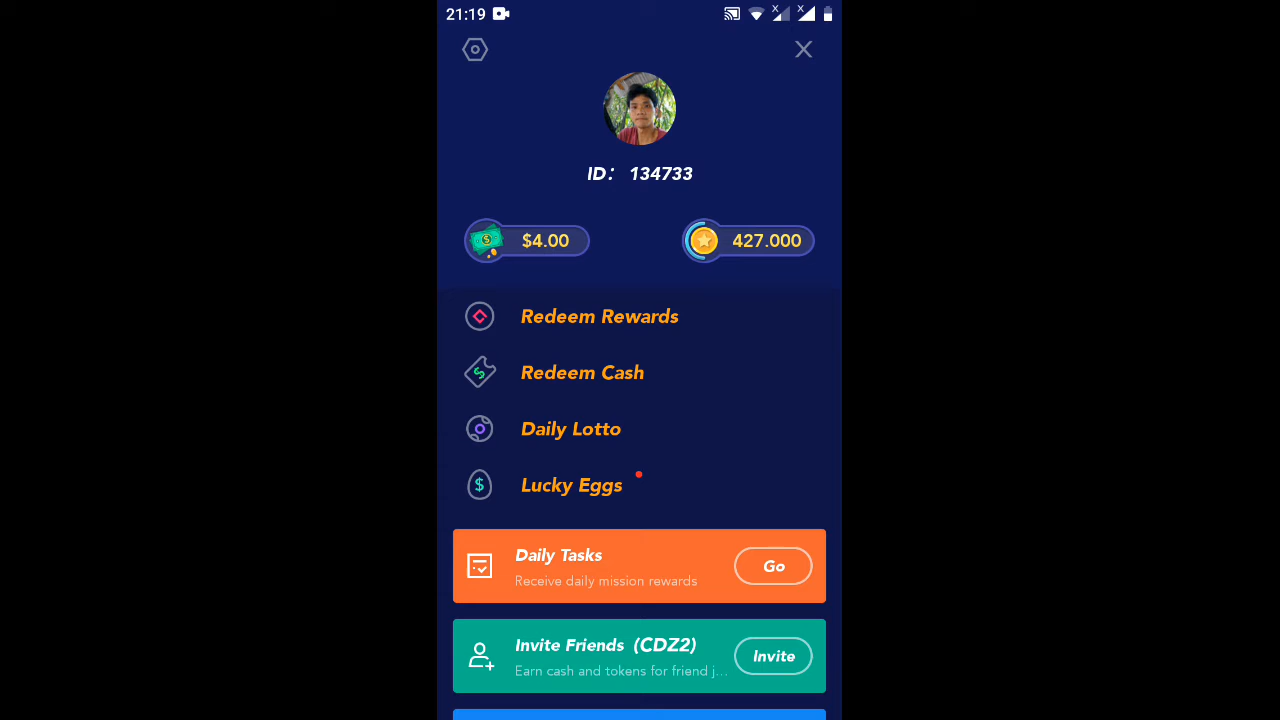 21:19
ID： 134733
$4.00
427.000
Redeem Rewards
Redeem Cash
Daily Lotto
Lucky Eggs
Daily Tasks
Receive daily mission rewards
Go
Invite Friends (CDZ2)
Earn cash and tokens for friend j...
Invite